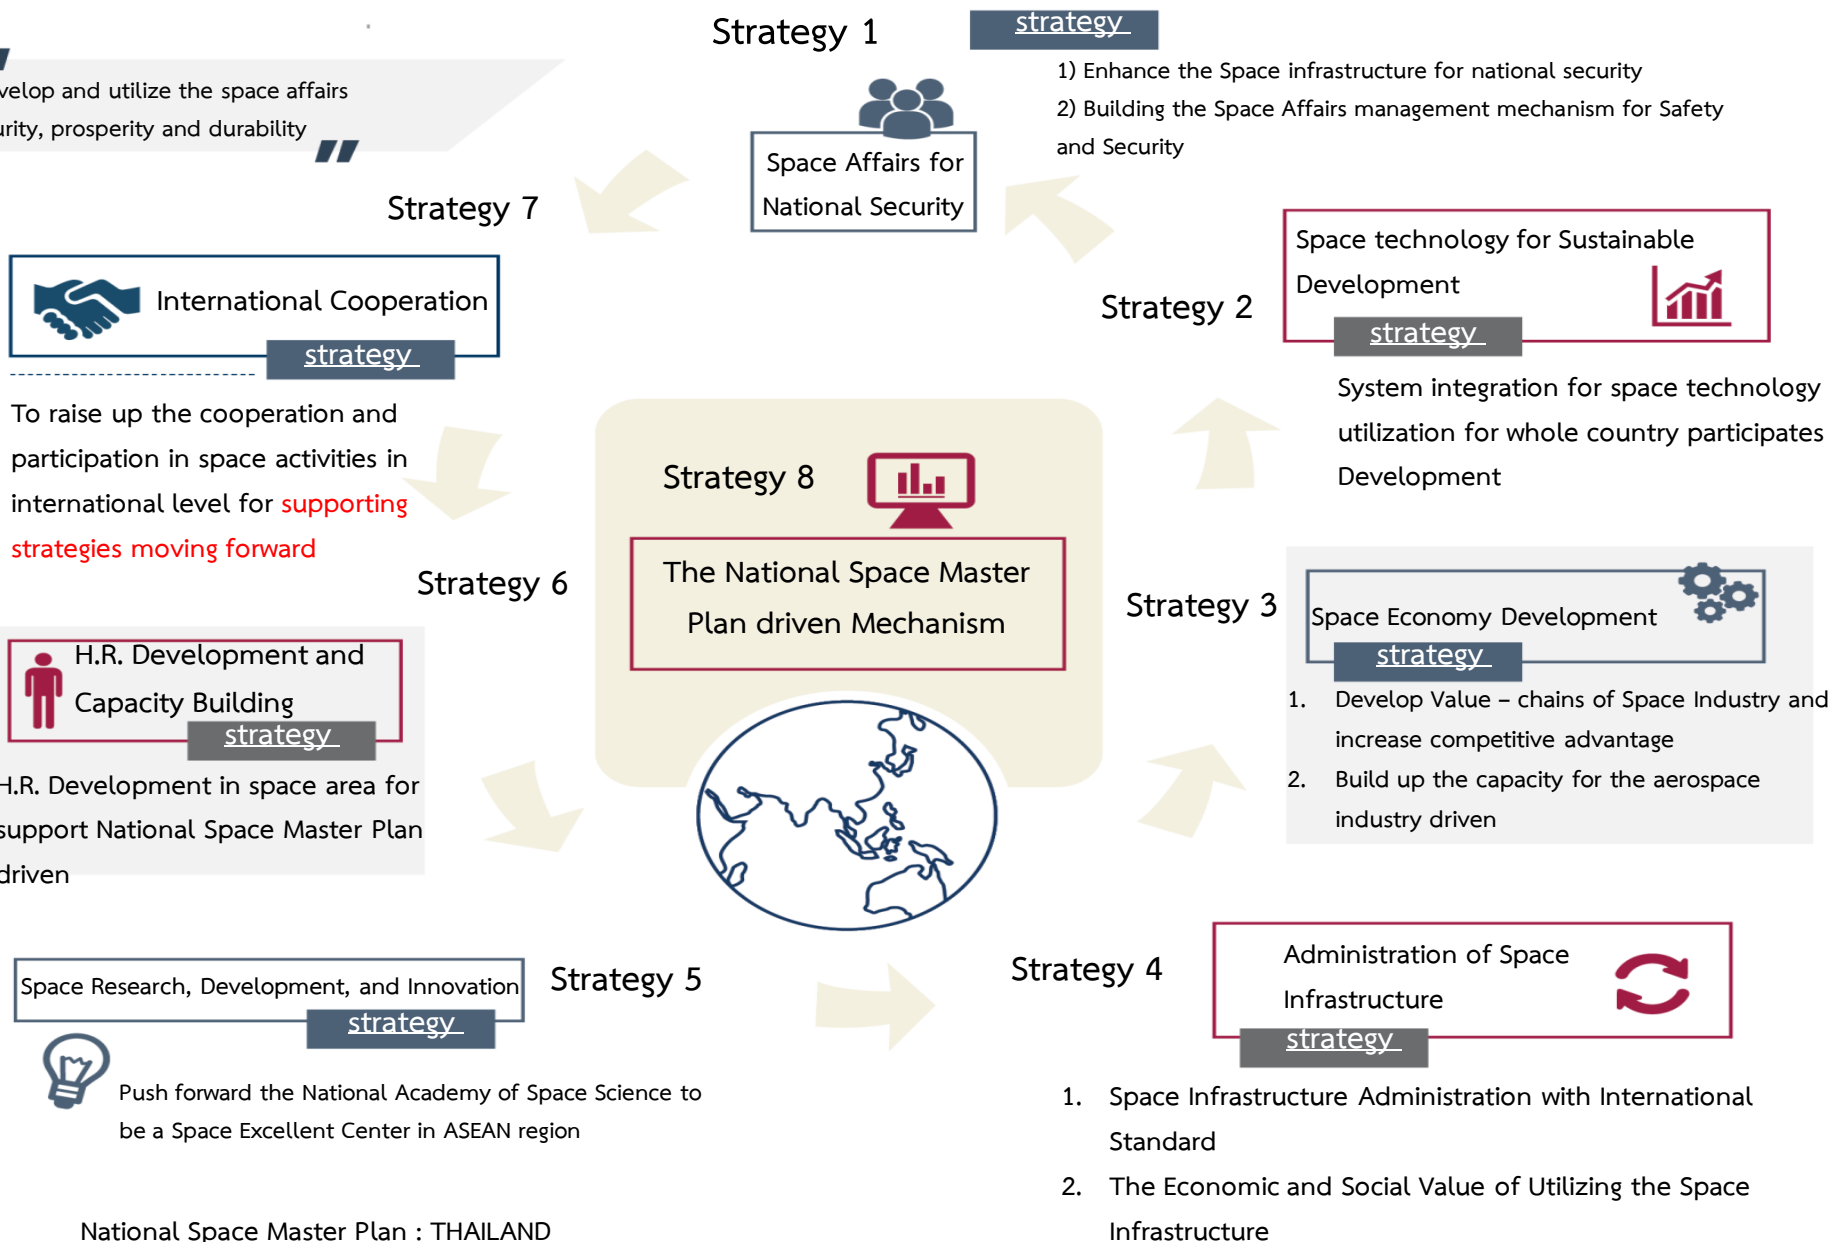 velop and utilize the space affairs
urity, prosperity and durability
Strategy 1
strategy
1) Enhance the Space infrastructure for national security
2) Building the Space Affairs management mechanism for Safety
and Security
Space Affairs for
National Security
Strategy 7
International Cooperation
strategy
To raise up the cooperation and
participation in space activities in
international level for supporting
strategies moving forward
Strategy 2
Space technology for Sustainable
Development
strategy
System integration for space technology
utilization for whole country participates
Development
Strategy 8
The National Space Master
Plan driven Mechanism
Strategy 6
H.R. Development and
Capacity Building
strategy
H.R. Development in space area for
support National Space Master Plan
driven
Strategy 3
Space Economy Development
strategy
1. Develop Value – chains of Space Industry and
increase competitive advantage
2. Build up the capacity for the aerospace
industry driven
Space Research, Development, and Innovation
strategy
Strategy 5
Push forward the National Academy of Space Science to
be a Space Excellent Center in ASEAN region
Strategy 4
Administration of Space
Infrastructure
strategy
1. Space Infrastructure Administration with International
Standard
2. The Economic and Social Value of Utilizing the Space
Infrastructure
National Space Master Plan : THAILAND